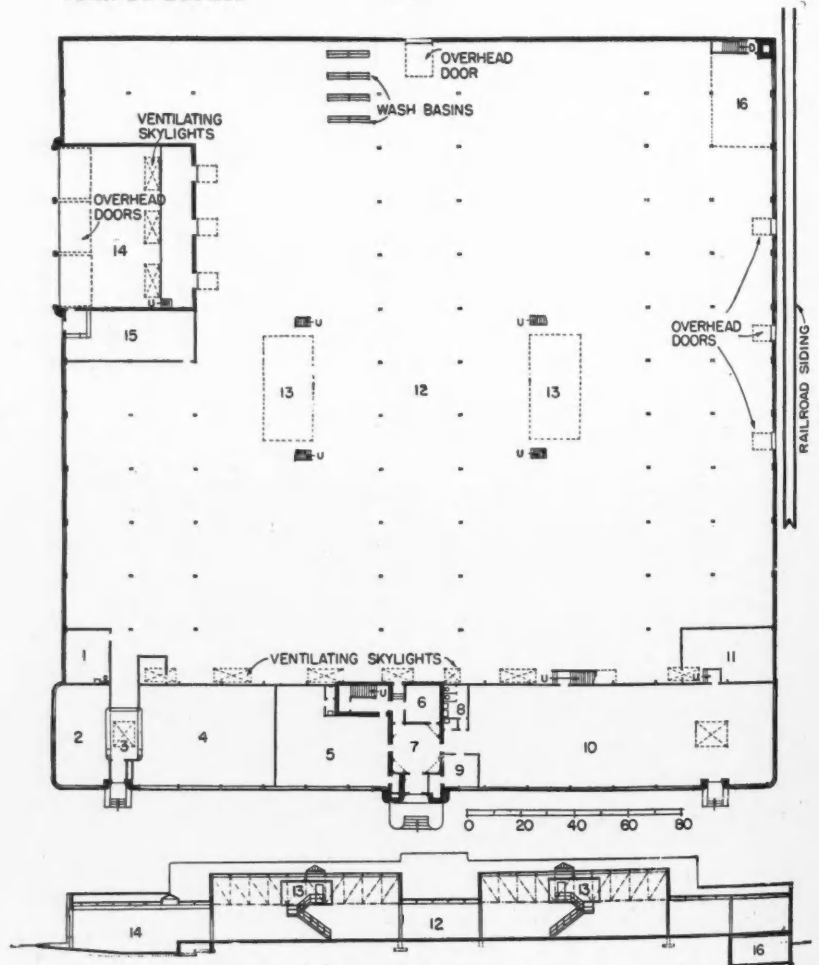 OVERHEAD
DOOR
WASH BASINS
16
D
VENTILATING
SKYLIGHTS
OVERHEAD
DOORS
14
U
15
U
U
13
12
13
U
U
OVERHEAD
DOORS
RAILROAD SIDING
1
VENTILATING SKYLIGHTS
11
U
U
U
6
8
2
3
4
5
7
9
10
0 20 40 60 80
13
13
14
12
16